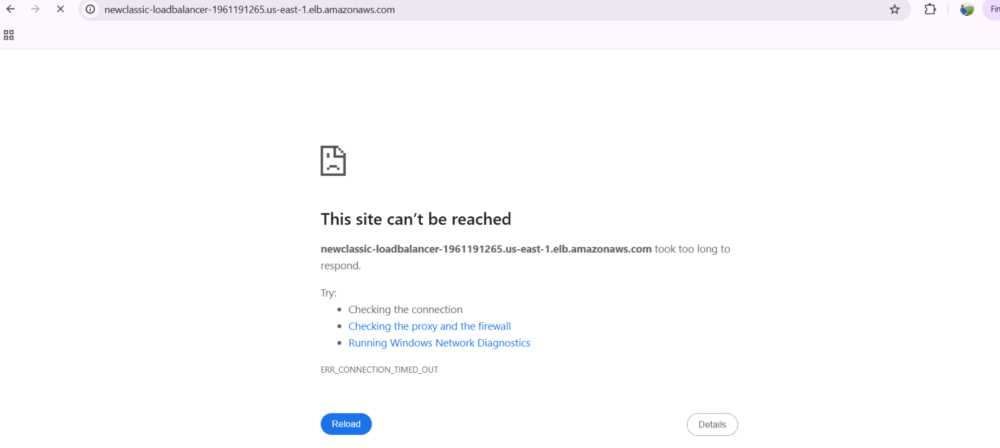 newclassic-loadbalancer-1961191265.us-east-1.elb.amazonaws.com
This site can’t be reached
newclassic-loadbalancer-1961191265.us-east-1.elb.amazonaws.com took too long to
respond.
Try:
Checking the connection
Checking the proxy and the firewall
Running Windows Network Diagnostics
ERR_CONNECTION_TIMED_OUT
Reload
Details